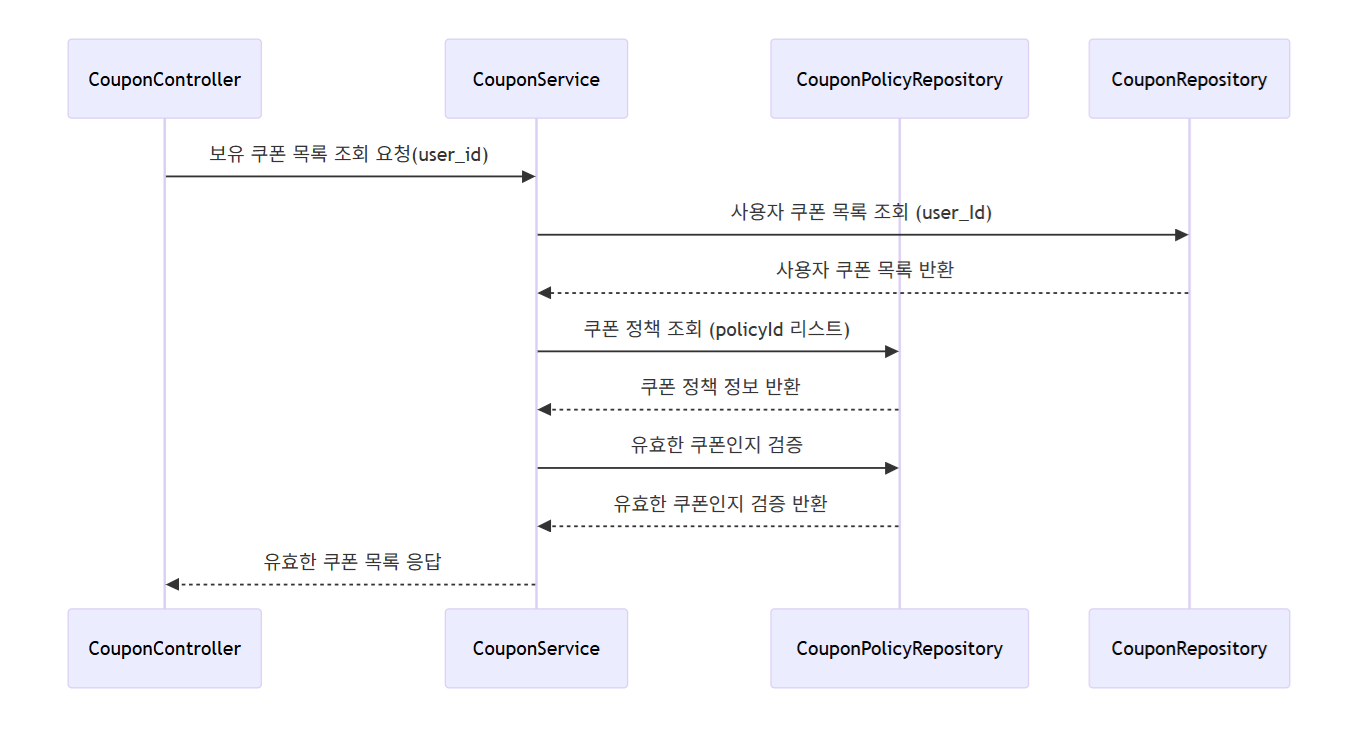 CouponController
CouponService
CouponPolicyRepository
CouponRepository
보유 쿠폰 목록 조회 요청(user_id)
사용자 쿠폰 목록 조회 (user_Id)
사용자 쿠폰 목록 반환
쿠폰 정책 조회 (policyId 리스트)
쿠폰 정책 정보 반환
유효한 쿠폰인지 검증
유효한 쿠폰인지 검증 반환
유효한 쿠폰 목록 응답
CouponController
CouponService
CouponPolicyRepository
CouponRepository